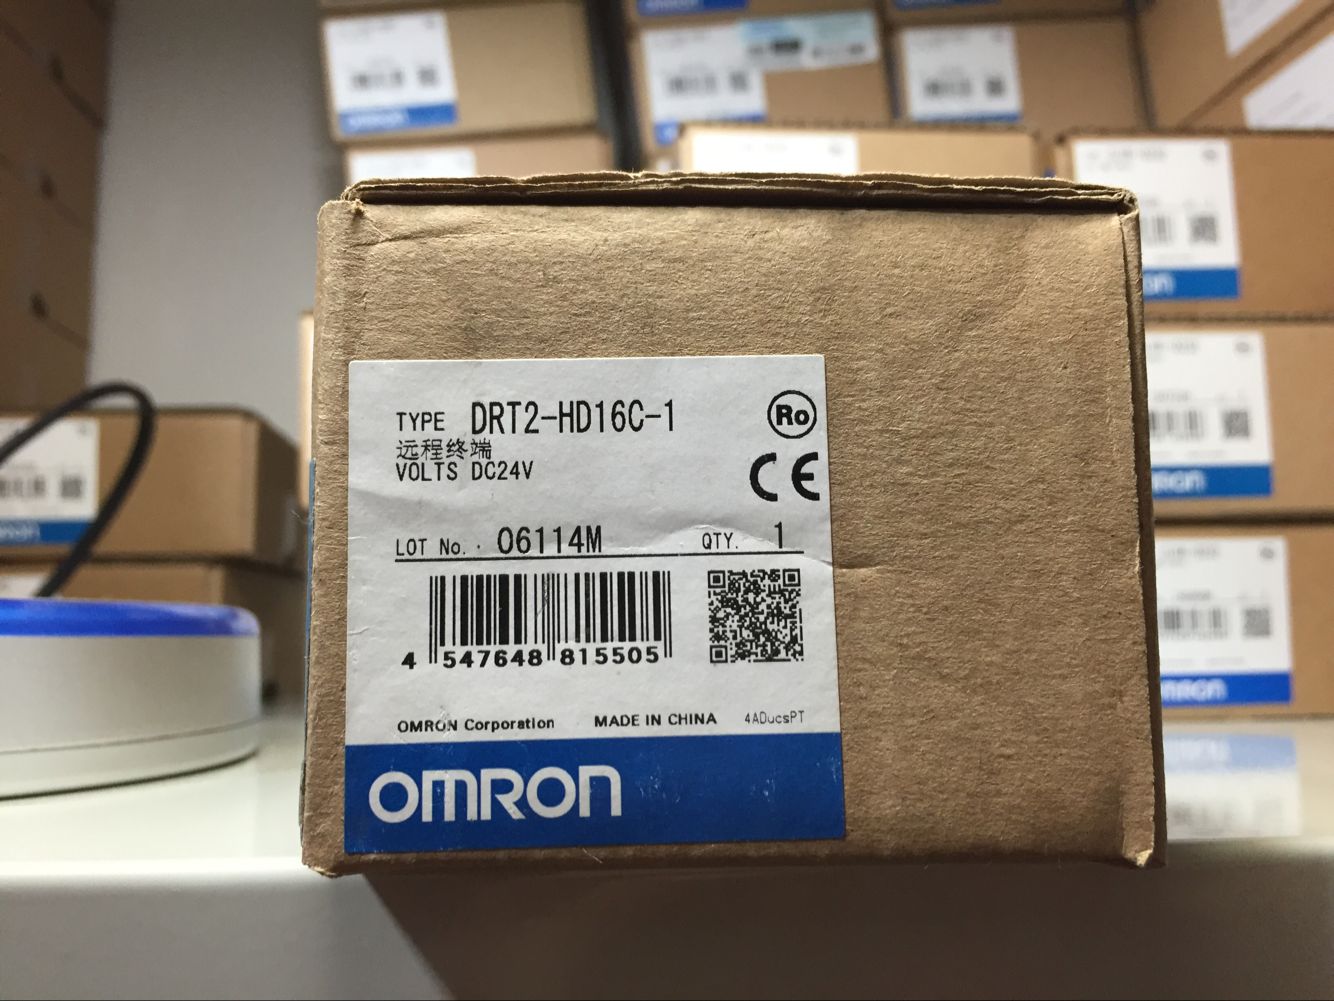 TYPE DRT2-HD16C-1
Ro
远程终端
VOLTS DC24V
CE
LOT No. 06114M QTY. 1
4 547648 815505
OMRON Corporation MADE IN CHINA 4ADucsPT
OMRON
OMRON